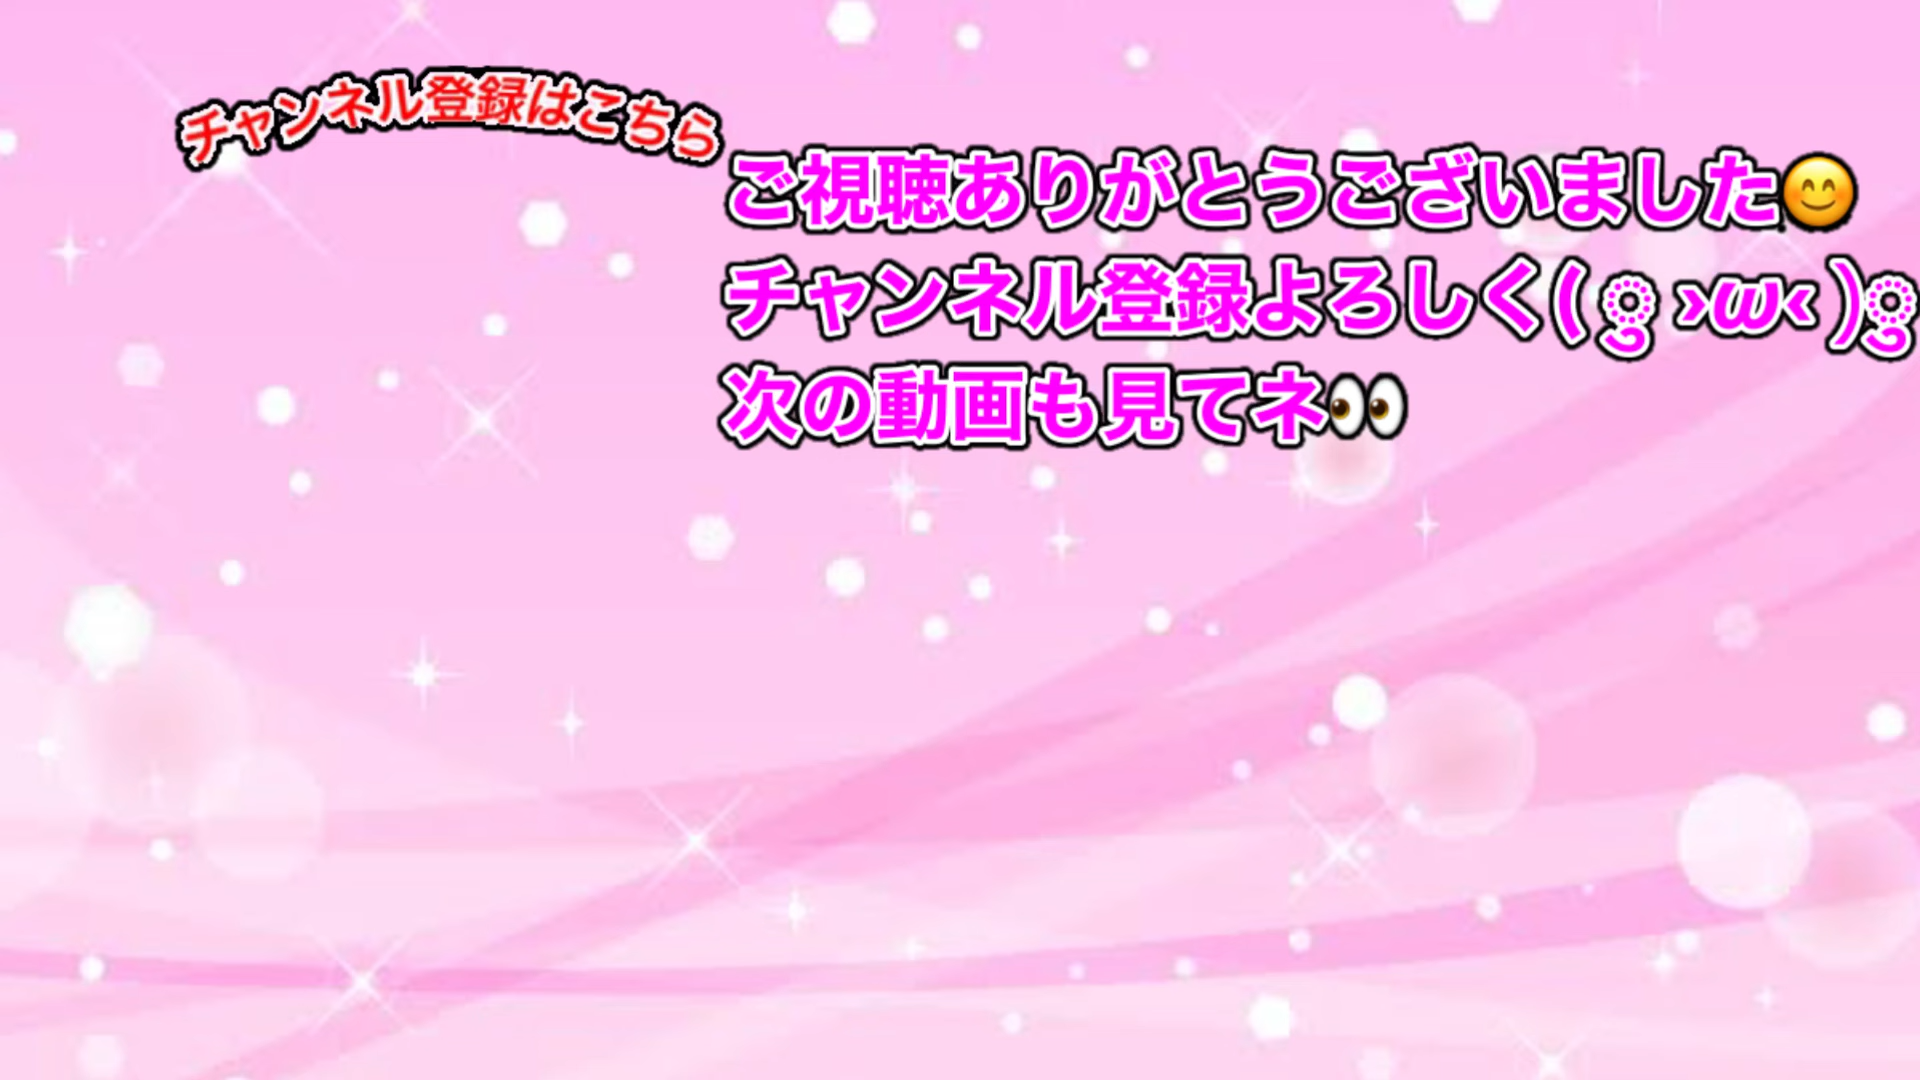 チャンネル登録はこちら
ご視聴ありがとうございました😊
チャンネル登録よろしく( ु ›ω‹ )ु
次の動画も見てネ👀